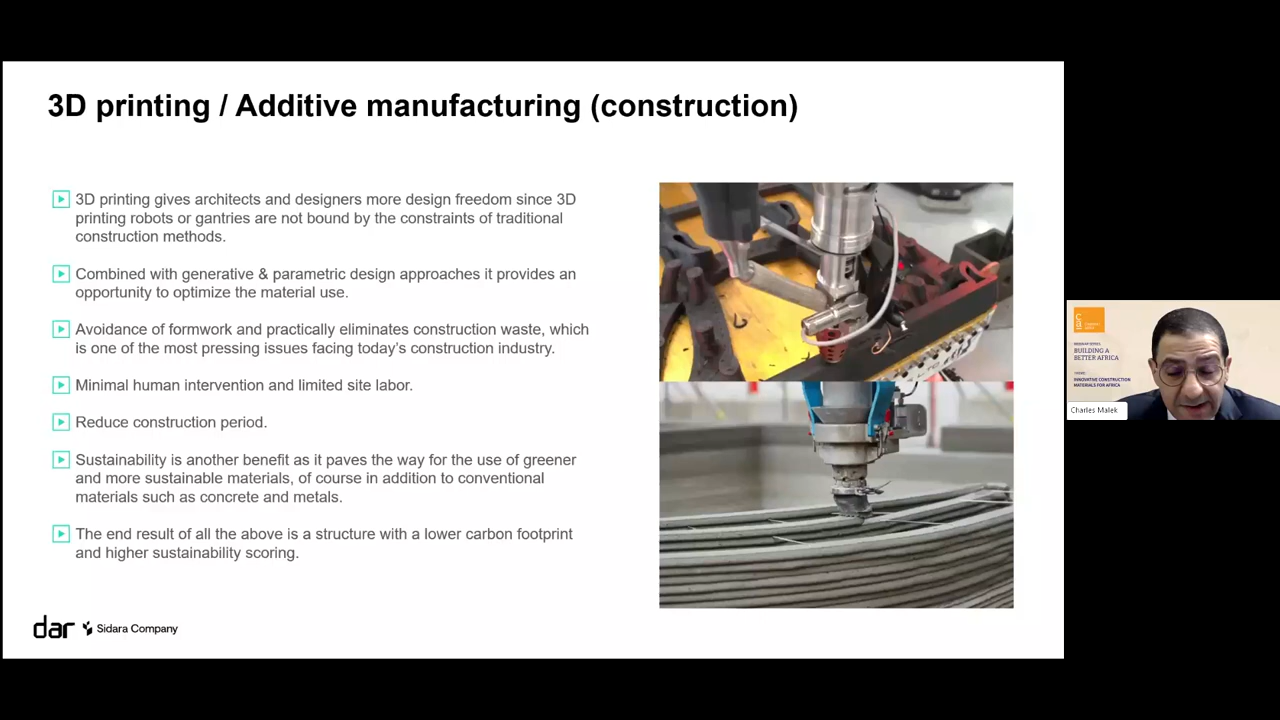 3D printing / Additive manufacturing (construction)
3D printing gives architects and designers more design freedom since 3D
printing robots or gantries are not bound by the constraints of traditional
construction methods.
Combined with generative & parametric design approaches it provides an
opportunity to optimize the material use.
Avoidance of formwork and practically eliminates construction waste, which
is one of the most pressing issues facing today's construction industry.
Minimal human intervention and limited site labor.
Reduce construction period.
Sustainability is another benefit as it paves the way for the use of greener
and more sustainable materials, of course in addition to conventional
materials such as concrete and metals.
The end result of all the above is a structure with a lower carbon footprint
and higher sustainability scoring.
dar Sidara Company
BUILDING A
BETTER AFRICA
INNOVATIVE CONSTRUCTION
MATERIALS FOR AFRICA
Charles Malek